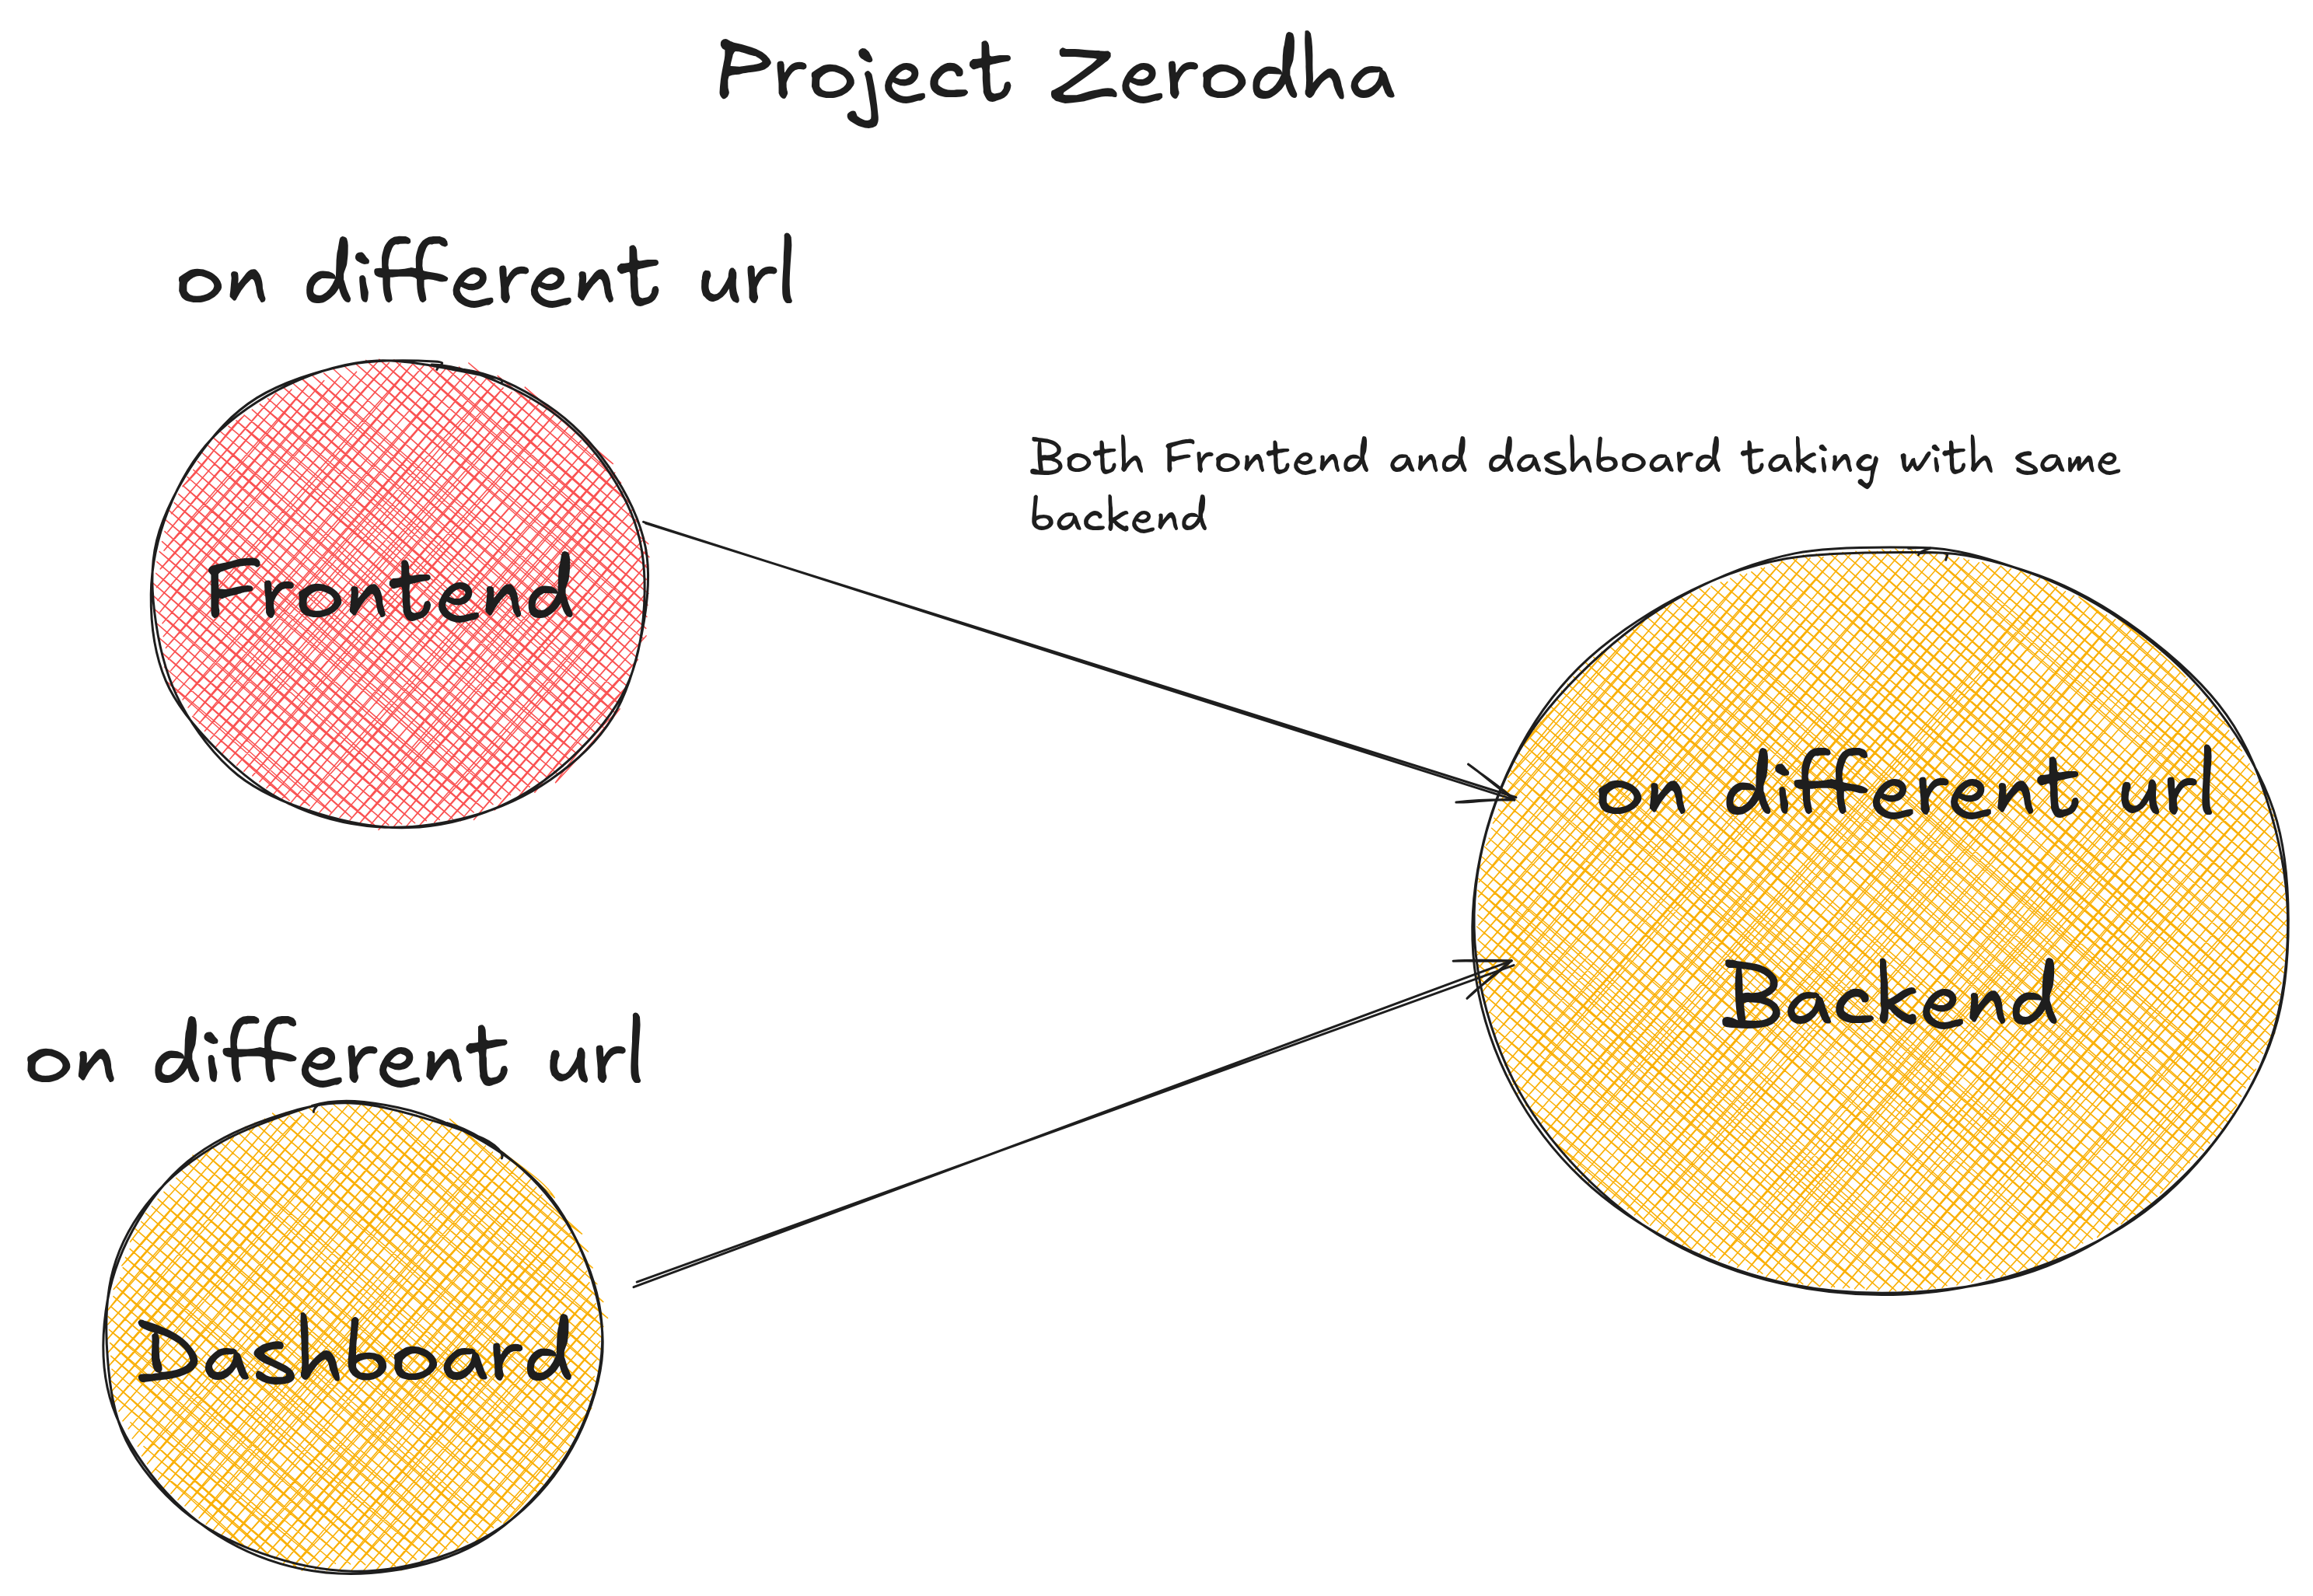 Project Zerodha
on different url
Both Frontend and dashboard taking with same
backend
Frontend
on different url
Backend
on different url
Dashboard